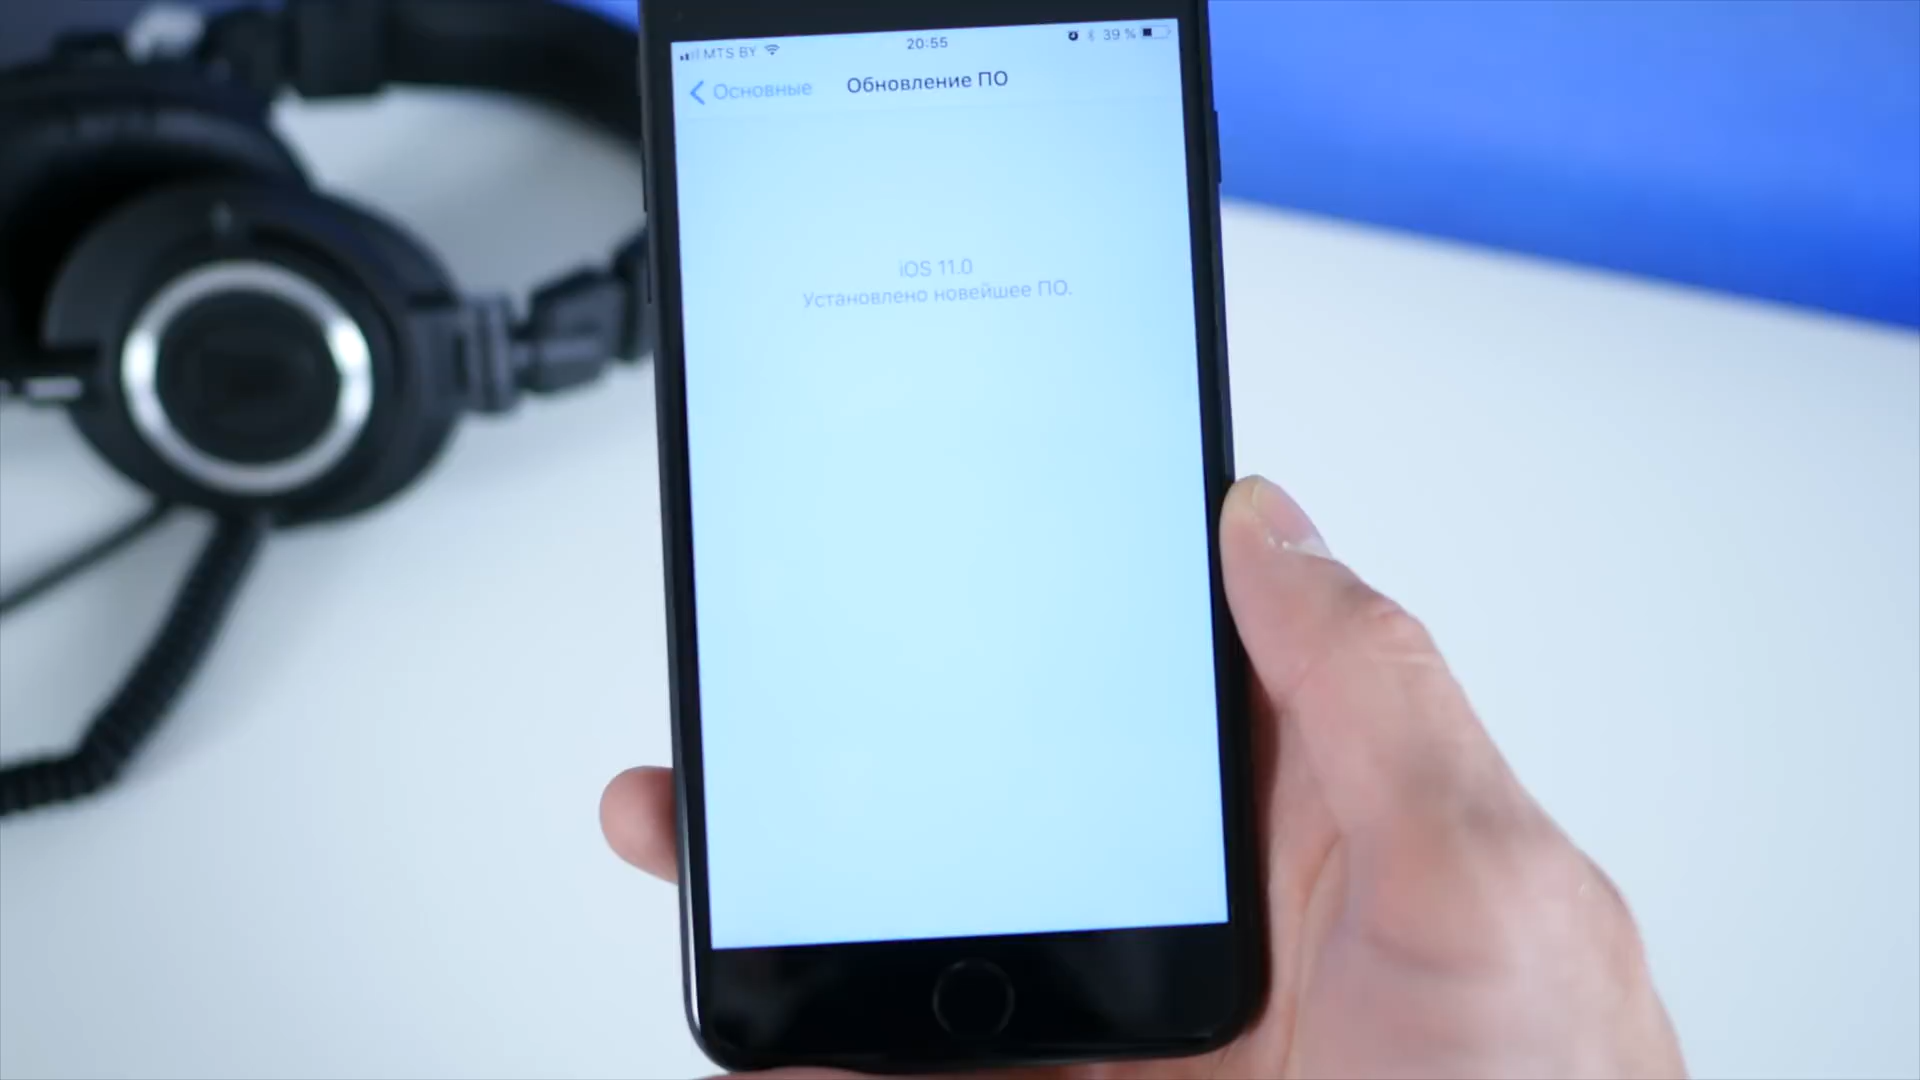 MTS BY 20:55 39 %
Основные Обновление ПО
iOS 11.0
Установлено новейшее ПО.